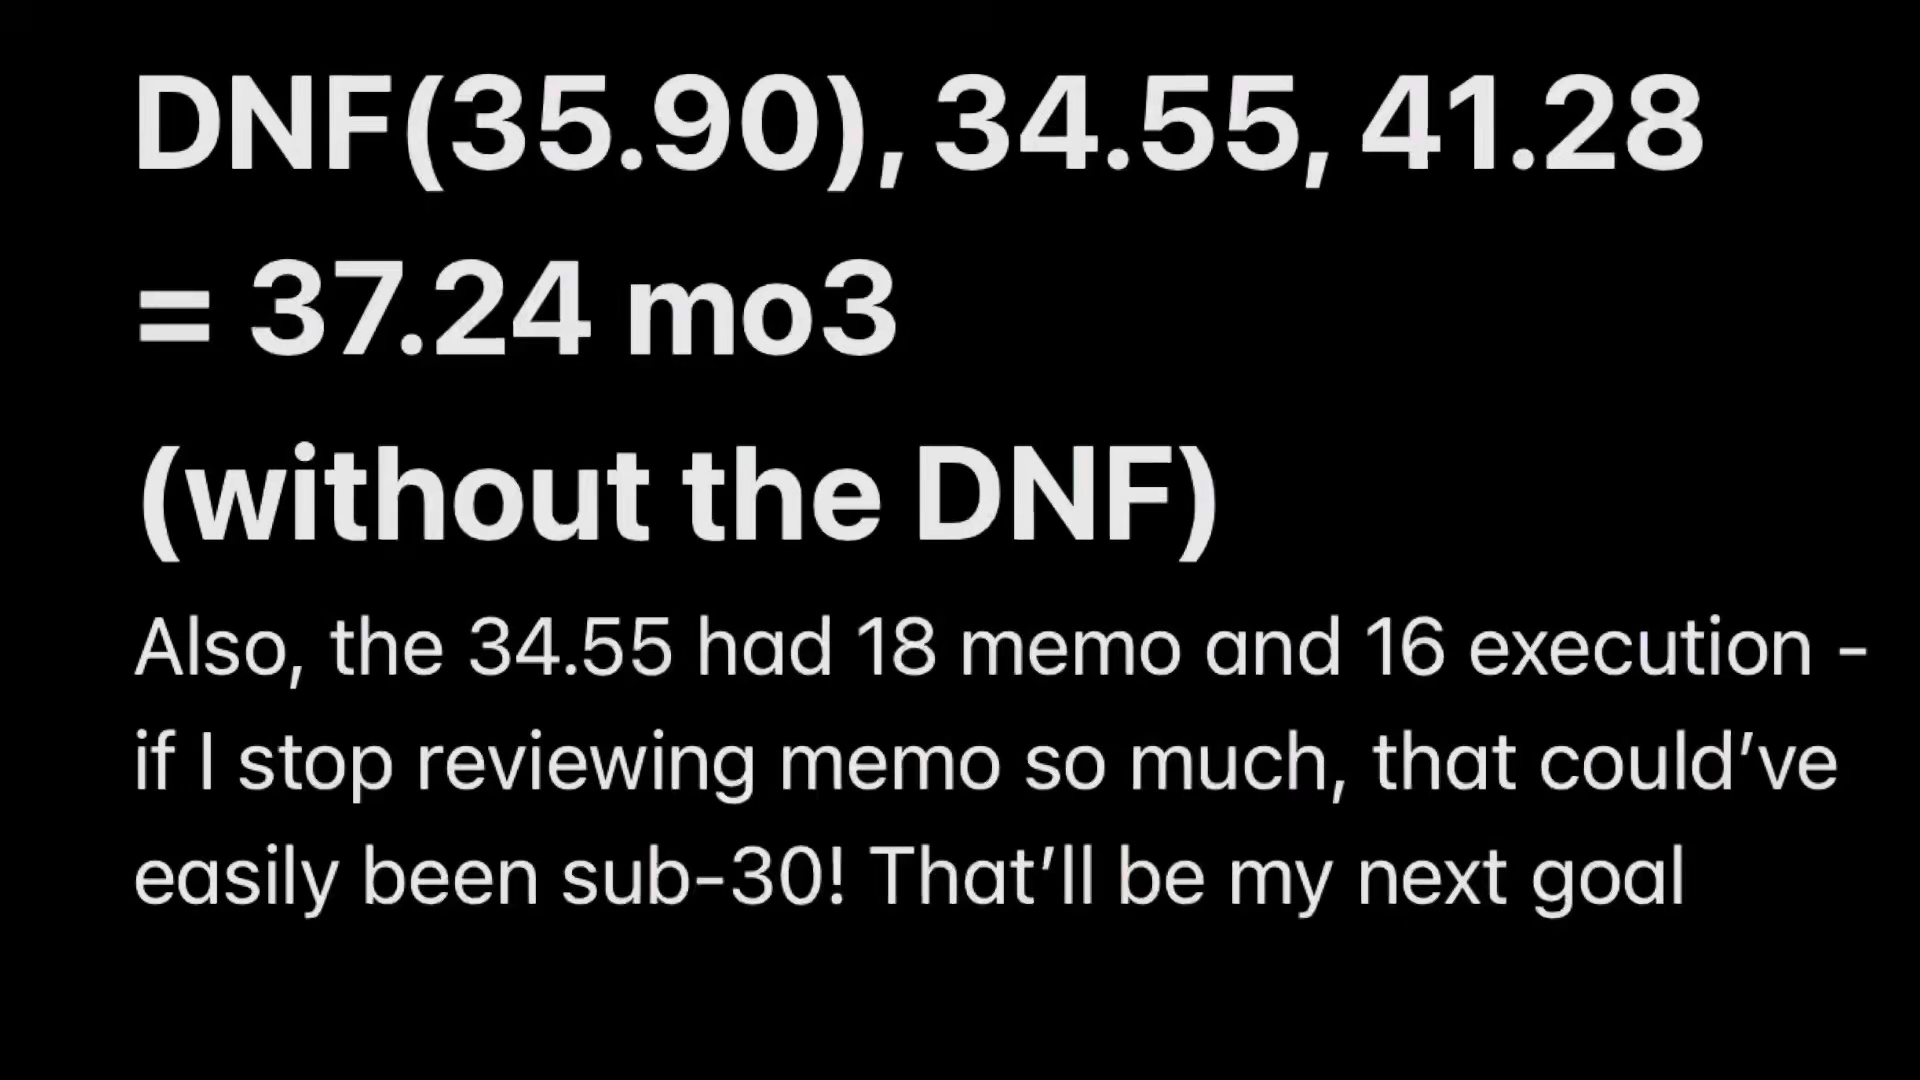 DNF(35.90), 34.55, 41.28
= 37.24 mo3
(without the DNF)
Also, the 34.55 had 18 memo and 16 execution -
if I stop reviewing memo so much, that could’ve
easily been sub-30! That’ll be my next goal